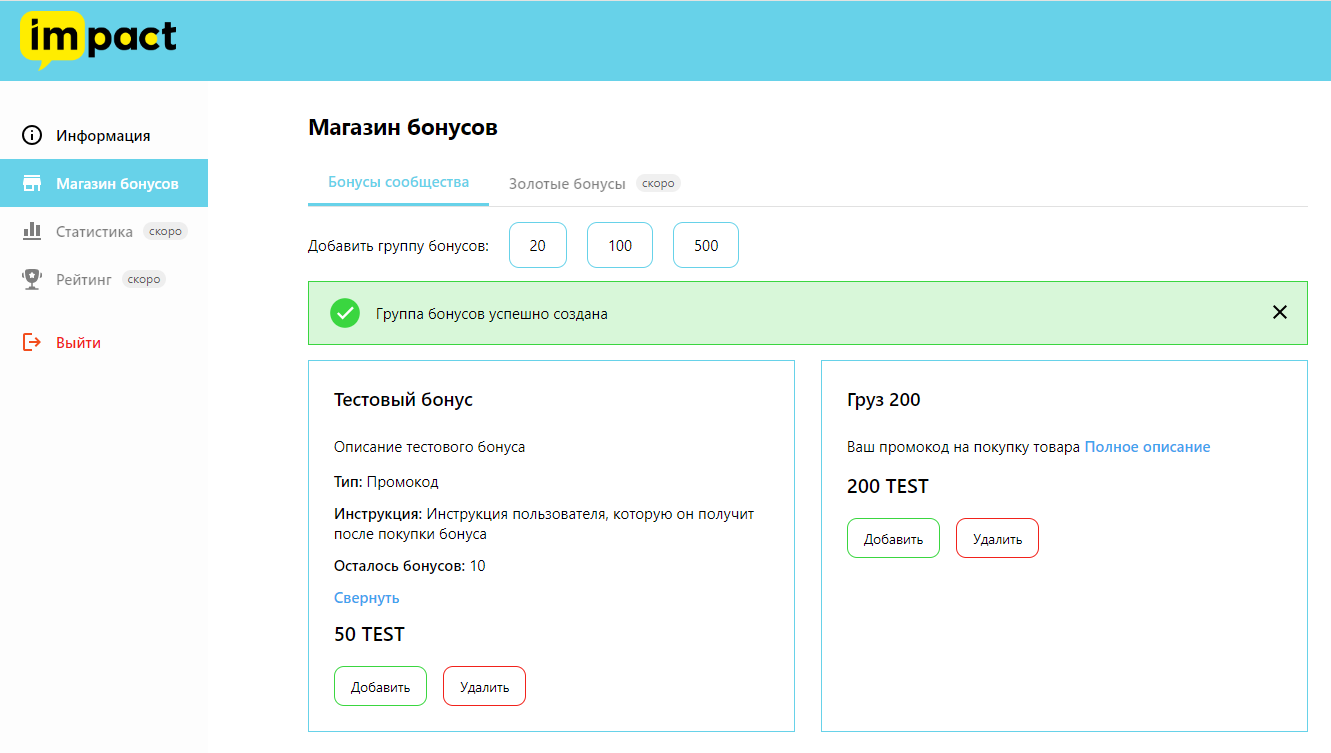 impact
Информация
Магазин бонусов
Статистика скоро
Рейтинг скоро
Выйти
Магазин бонусов
Бонусы сообщества Золотые бонусы скоро
Добавить группу бонусов: 20 100 500
Группа бонусов успешно создана
Тестовый бонус
Описание тестового бонуса
Тип: Промокод
Инструкция: Инструкция пользователя, которую он получит
после покупки бонуса
Осталось бонусов: 10
Свернуть
50 TEST
Добавить Удалить
Груз 200
Ваш промокод на покупку товара Полное описание
200 TEST
Добавить Удалить